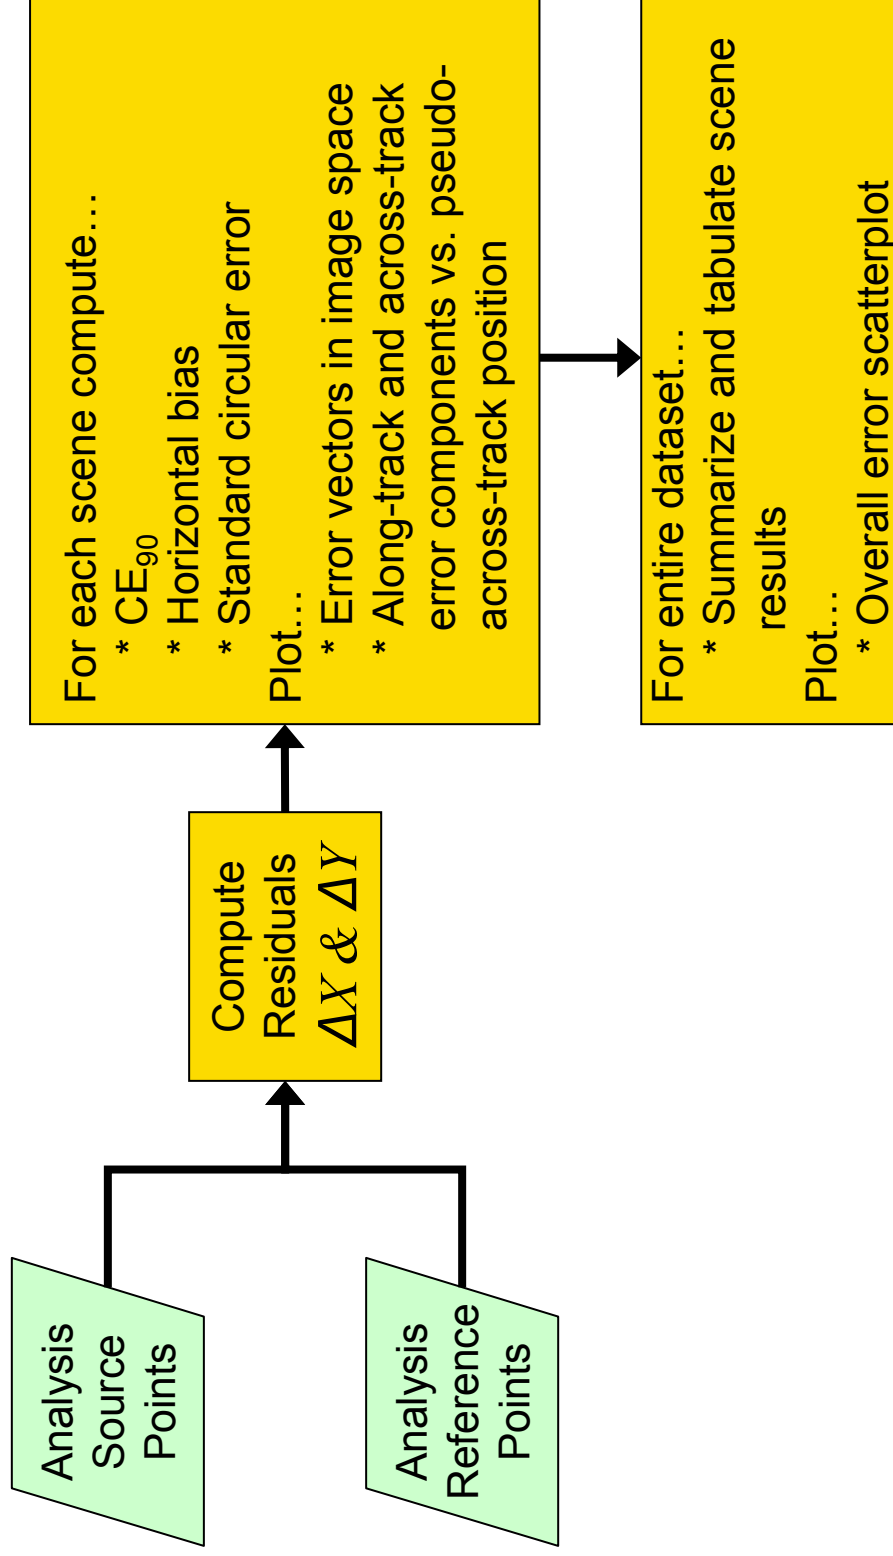 Analysis
Source
Points
Analysis
Reference
Points
Compute
Residuals
ΔX & ΔY
For each scene compute…
* CE90
* Horizontal bias
* Standard circular error
Plot…
* Error vectors in image space
* Along-track and across-track
error components vs. pseudo-
across-track position
For entire dataset…
* Summarize and tabulate scene
results
Plot…
* Overall error scatterplot